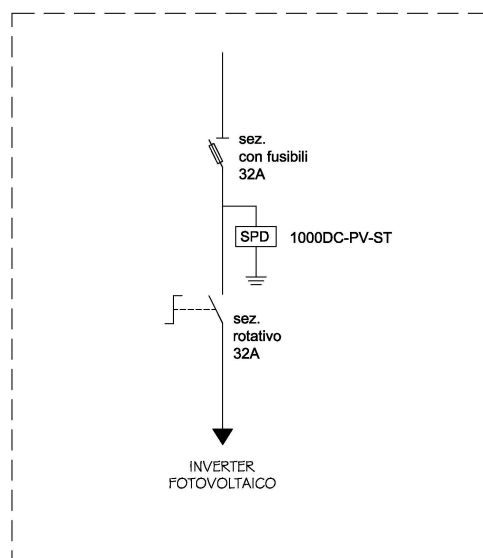 sez.
con fusibili
32A
SPD 1000DC-PV-ST
sez.
rotativo
32A
INVERTER
FOTOVOLTAICO